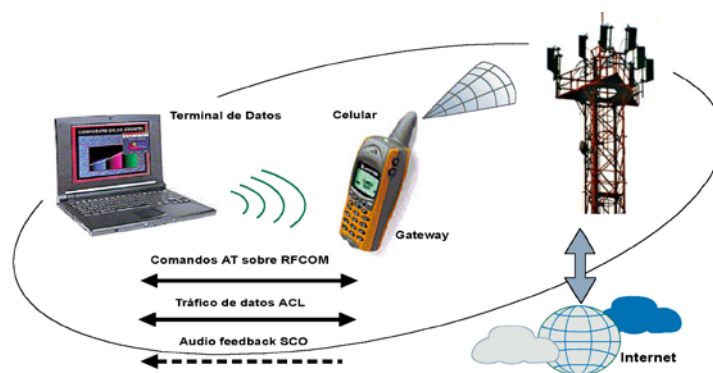 Terminal de Datos
Celular
Gateway
Comandos AT sobre RFCOM
Tráfico de datos ACL
Audio feedback SCO
Internet